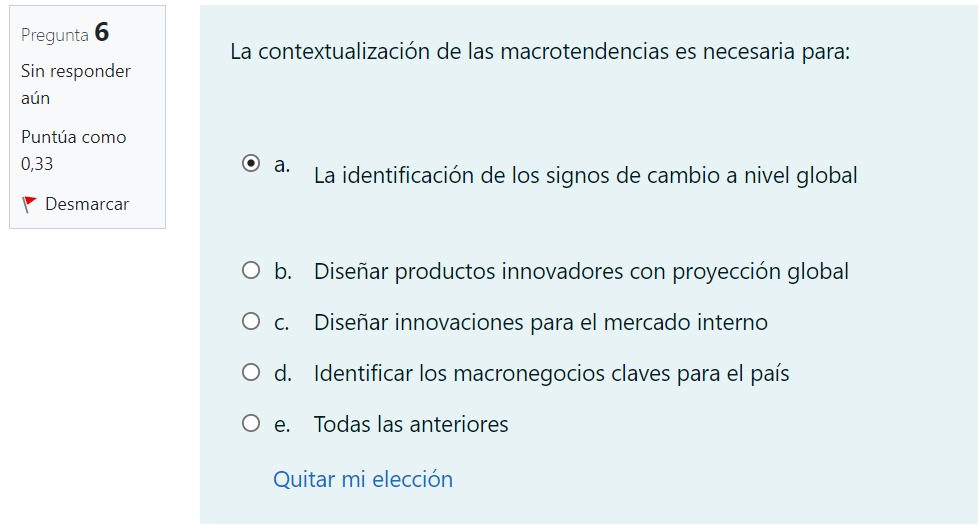 Pregunta 6
Sin responder
aún
Puntúa como
0,33
Desmarcar
La contextualización de las macrotendencias es necesaria para:
a. La identificación de los signos de cambio a nivel global
b. Diseñar productos innovadores con proyección global
c. Diseñar innovaciones para el mercado interno
d. Identificar los macronegocios claves para el país
e. Todas las anteriores
Quitar mi elección